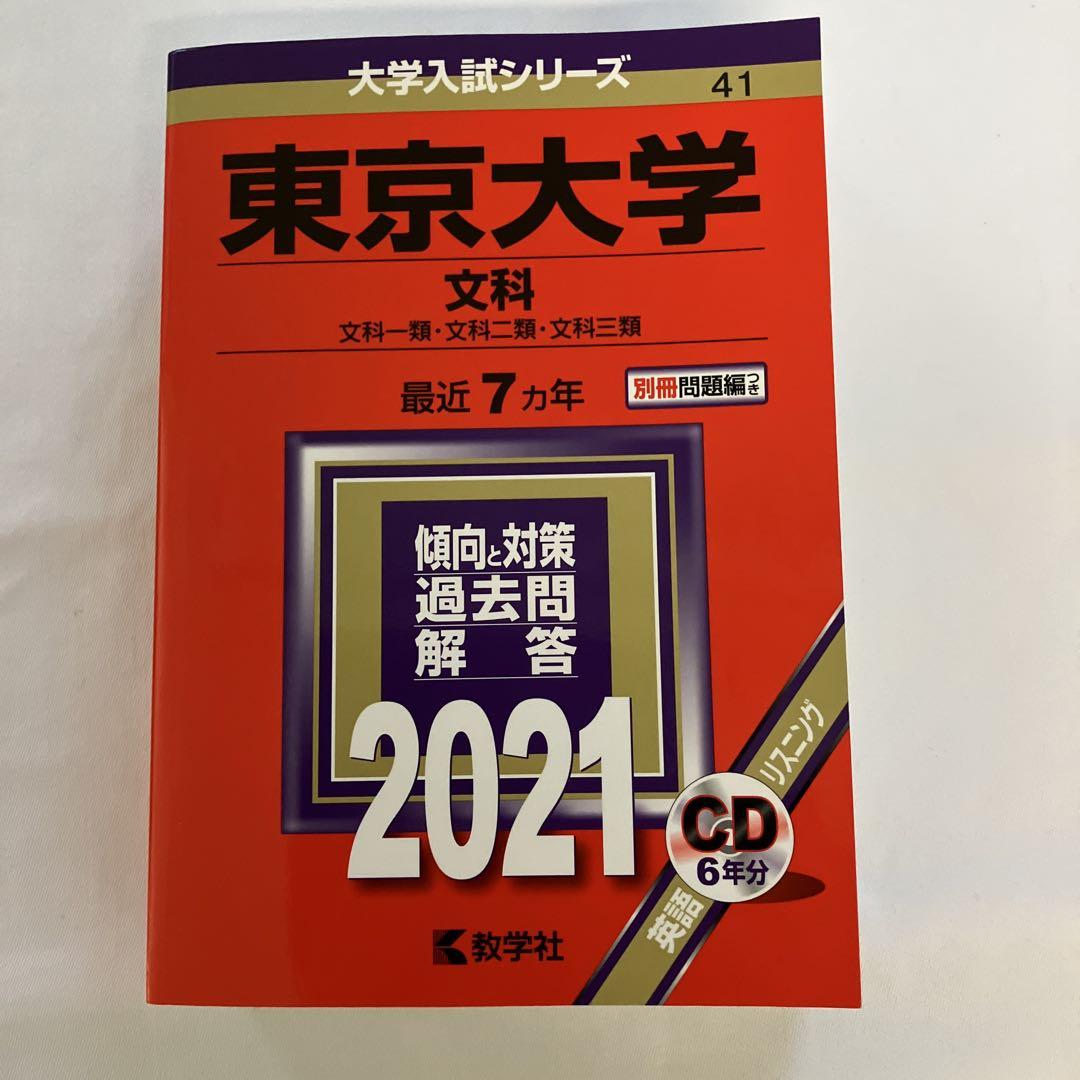 大学入試シリーズ
41
東京大学
文科
文科一類・文科二類・文科三類
最近7カ年
別冊問題編つき
傾向と対策
過去問
解答
2021
リスニング
CD
6年分
英語
教学社